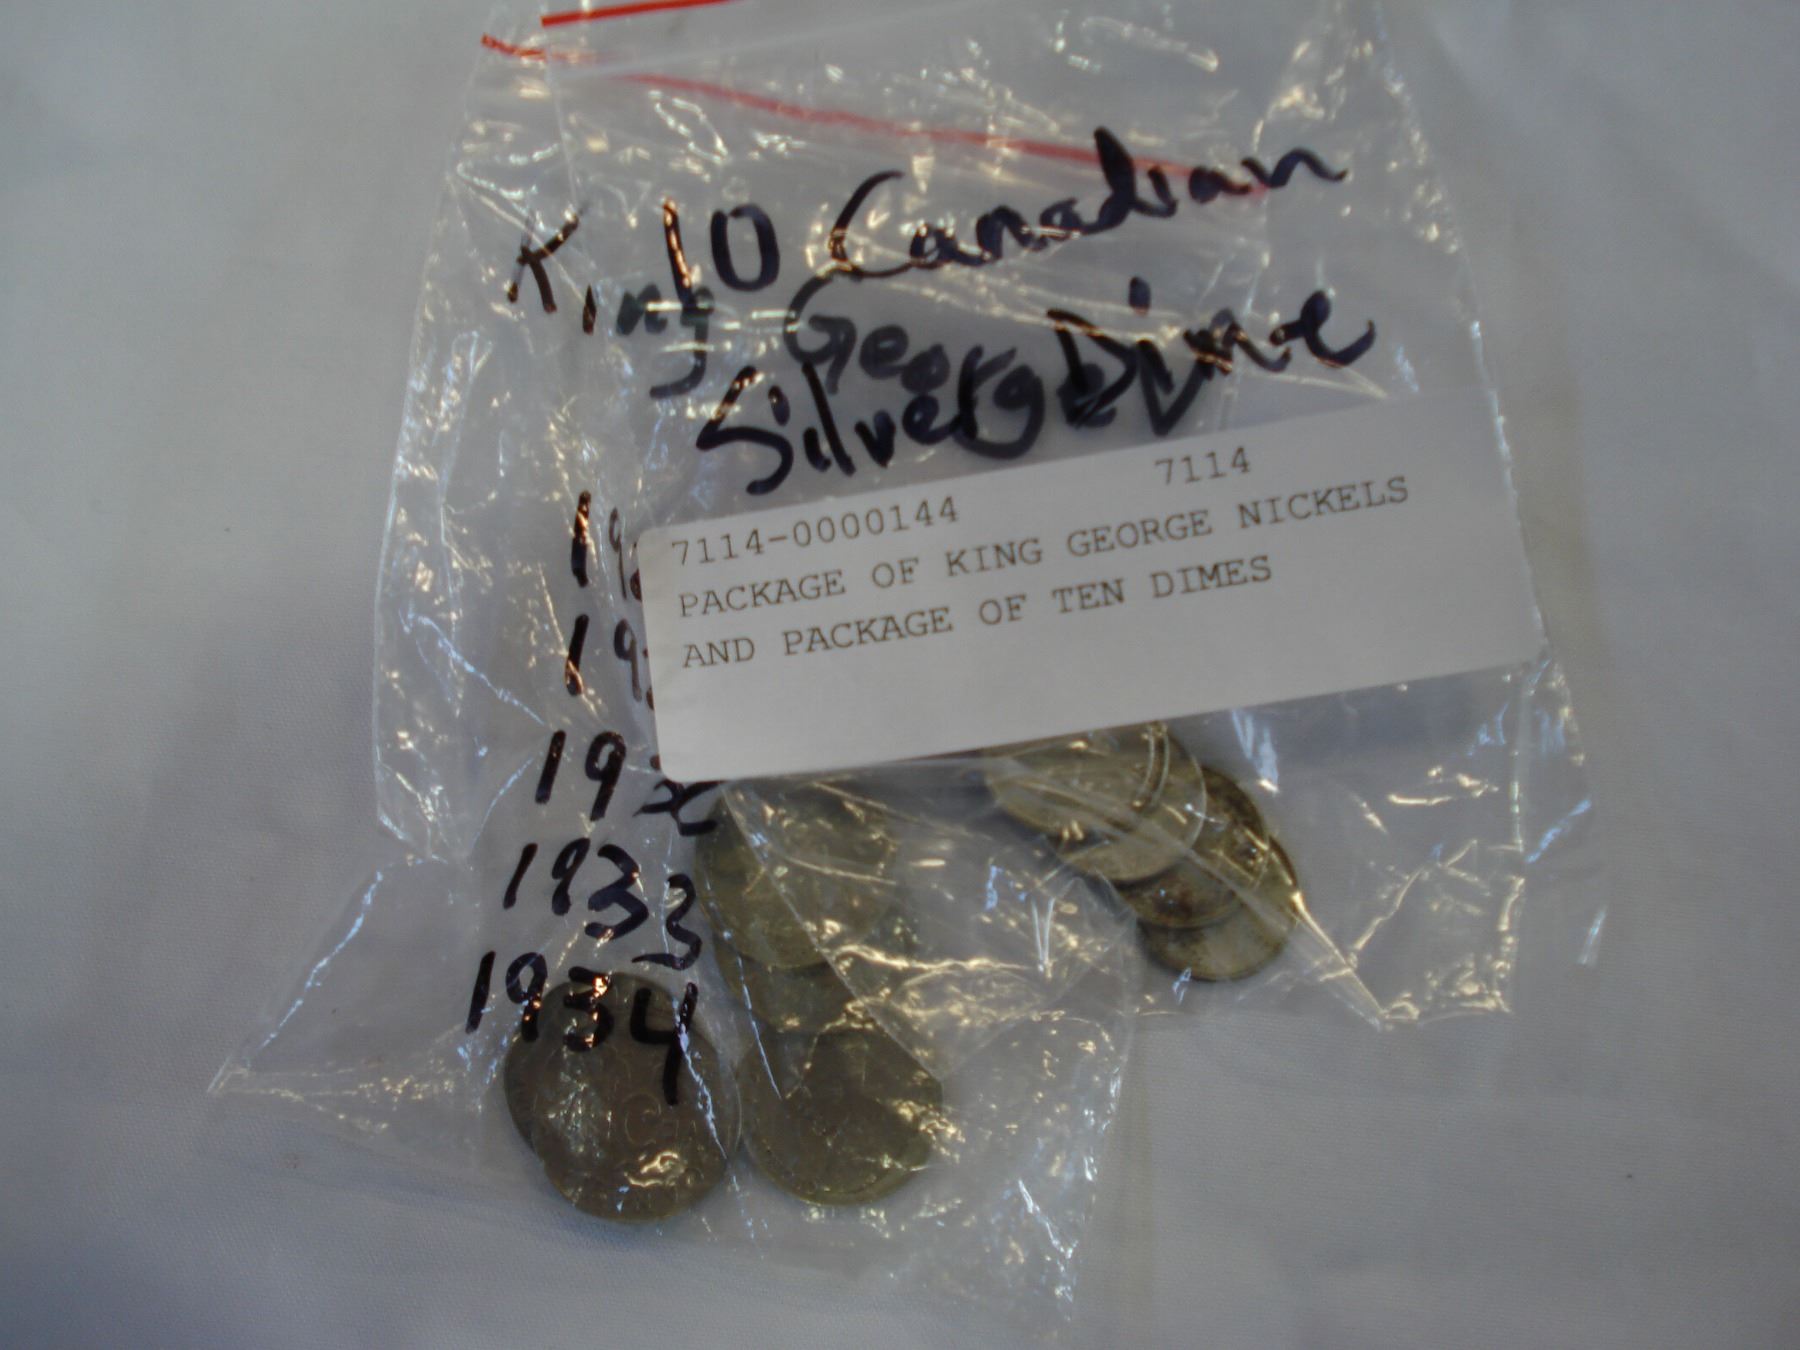 10 Canadian
King George
Silver Dime
7114-0000144 7114
PACKAGE OF KING GEORGE NICKELS
AND PACKAGE OF TEN DIMES
1933
1934